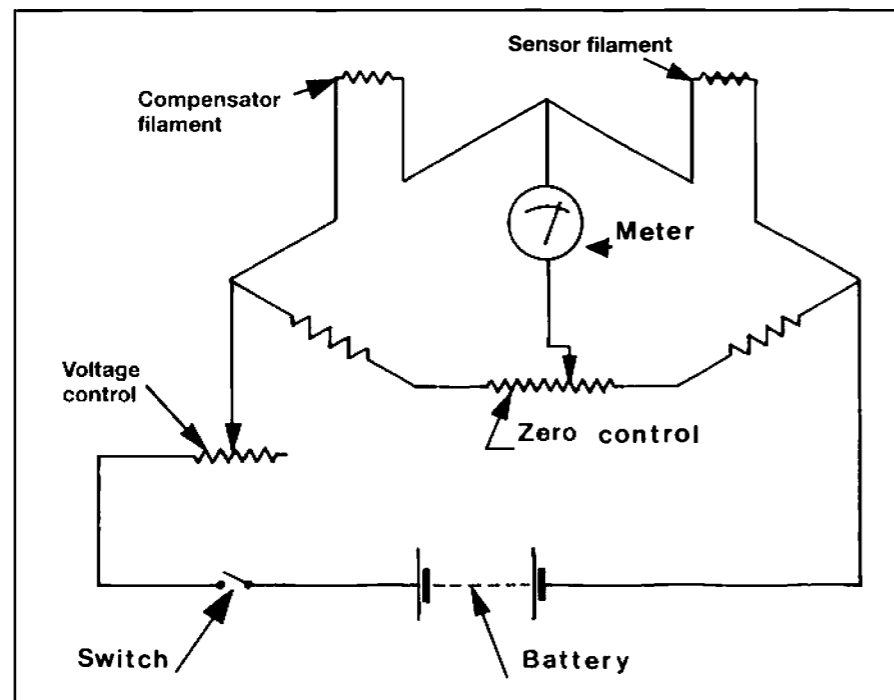 Sensor filament
Compensator
filament
Meter
Voltage
control
Zero control
Switch
Battery